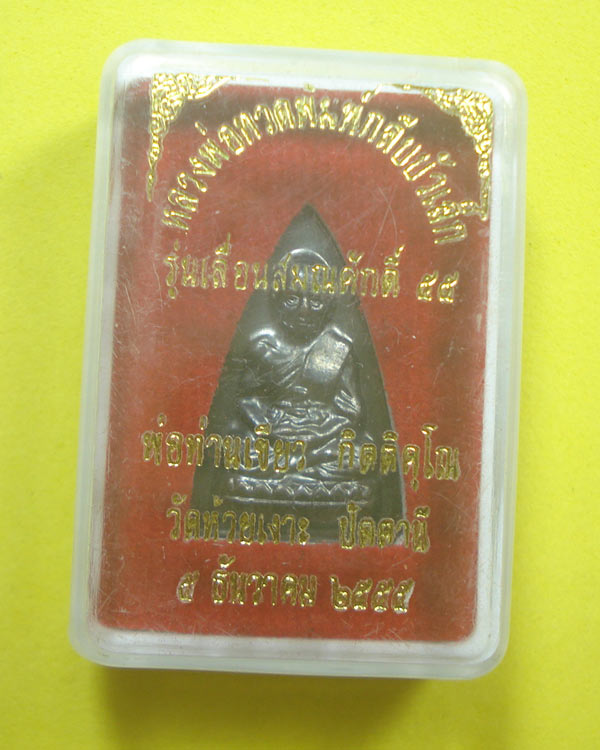 หลวงพ่อทวดพิมพ์กลีบบัวเล็ก
รุ่นเลื่อนสมณศักดิ์ ๕๕
พ่อท่านเขียว กิตติคุโณ
วัดห้วยเงาะ ปัตตานี
๕ ธันวาคม ๒๕๕๕